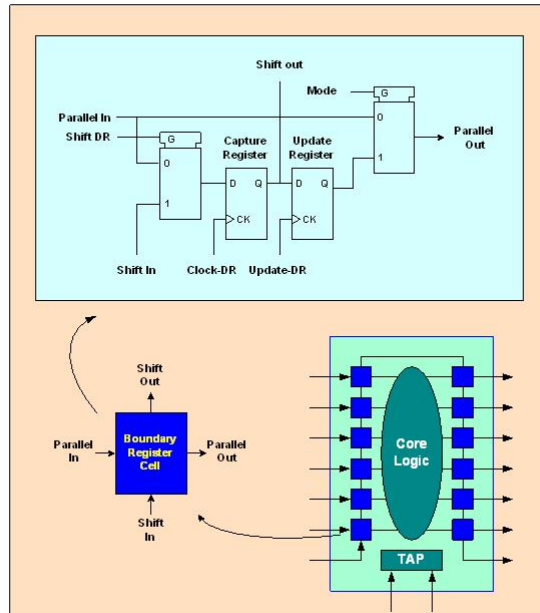 Shift out
Mode
G
Parallel In
0
Shift DR
G
Capture
Register
Update
Register
Parallel
Out
0
D
Q
D
Q
1
1
CK
CK
Shift In
Clock-DR
Update-DR
Shift
Out
Parallel
In
Boundary
Register
Cell
Parallel
Out
Shift
In
Core
Logic
TAP